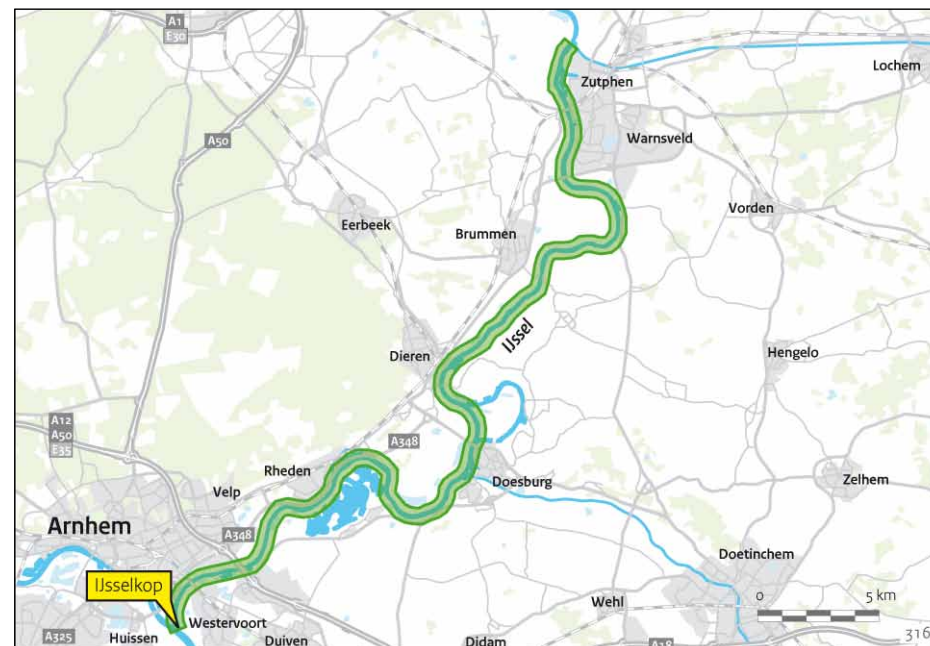 A1
E30
Lochem
Zutphen
A50
Warnsveld
Vorden
Eerbeek
Brummen
IJssel
Dieren
Hengelo
A12
A50
E35
A348
Rheden
Zelhem
Velp
Doesburg
Arnhem
A348
Doetinchem
IJsselkop
Wehl
0 5 km
Westervoort
A325
Huissen
Duiven
Didam
A18
316